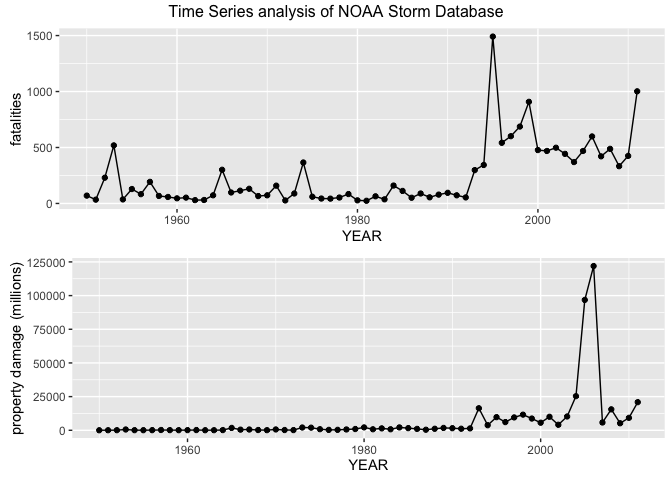 Time Series analysis of NOAA Storm Database
1500
1000
500
0
fatalities
1960 1980 2000
YEAR
125000
100000
75000
50000
25000
0
property damage (millions)
1960 1980 2000
YEAR